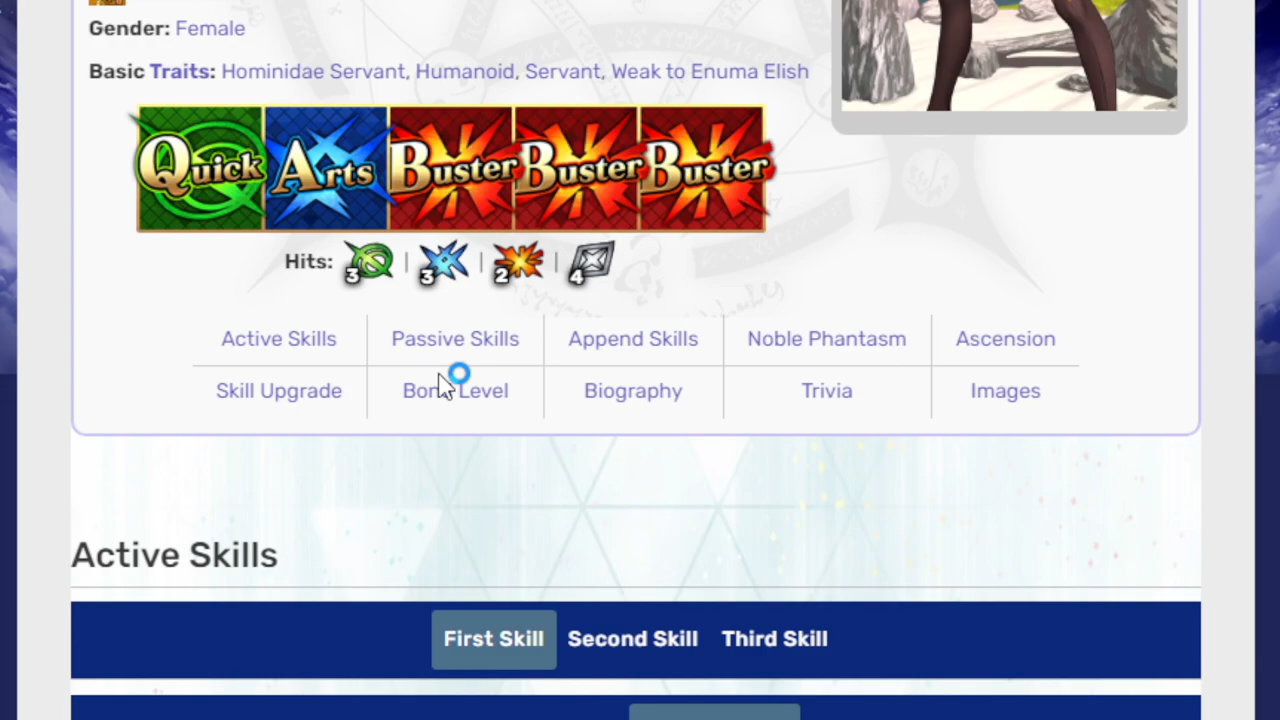 Gender: Female
Basic Traits: Hominidae Servant, Humanoid, Servant, Weak to Enuma Elish
Quick Arts Buster Buster Buster
Hits: 3 | 3 | 2 | 4
Active Skills Passive Skills Append Skills Noble Phantasm Ascension
Skill Upgrade Bond Level Biography Trivia Images
Active Skills
First Skill Second Skill Third Skill